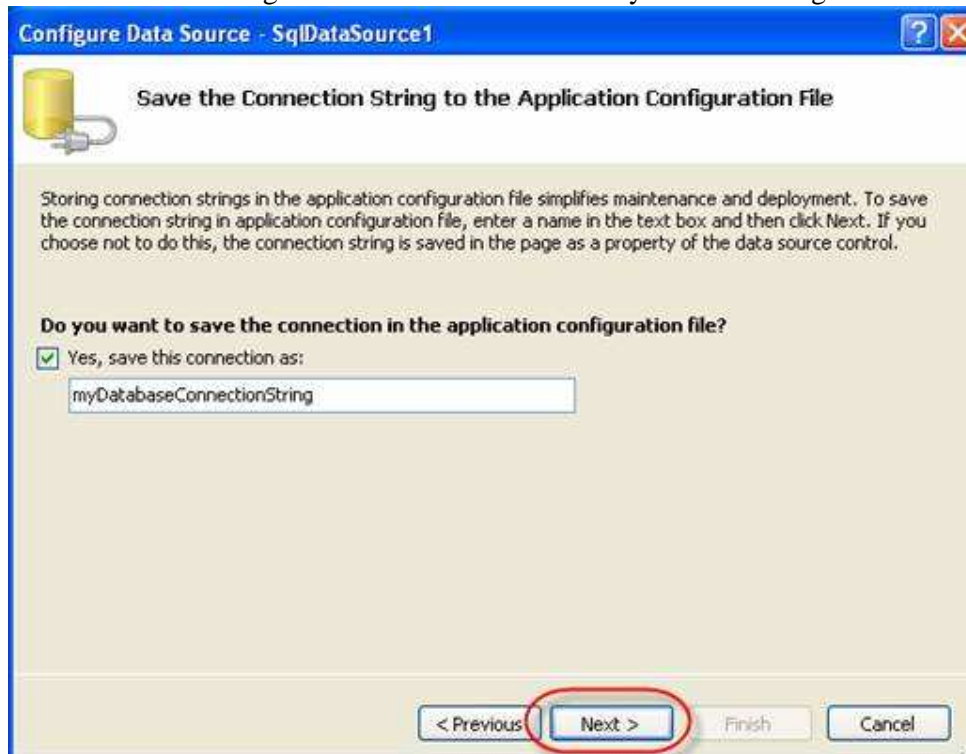 Configure Data Source - SqlDataSource1
Save the Connection String to the Application Configuration File
Storing connection strings in the application configuration file simplifies maintenance and deployment. To save
the connection string in application configuration file, enter a name in the text box and then click Next. If you
choose not to do this, the connection string is saved in the page as a property of the data source control.
Do you want to save the connection in the application configuration file?
Yes, save this connection as:
myDatabaseConnectionString
< Previous Next > Finish Cancel